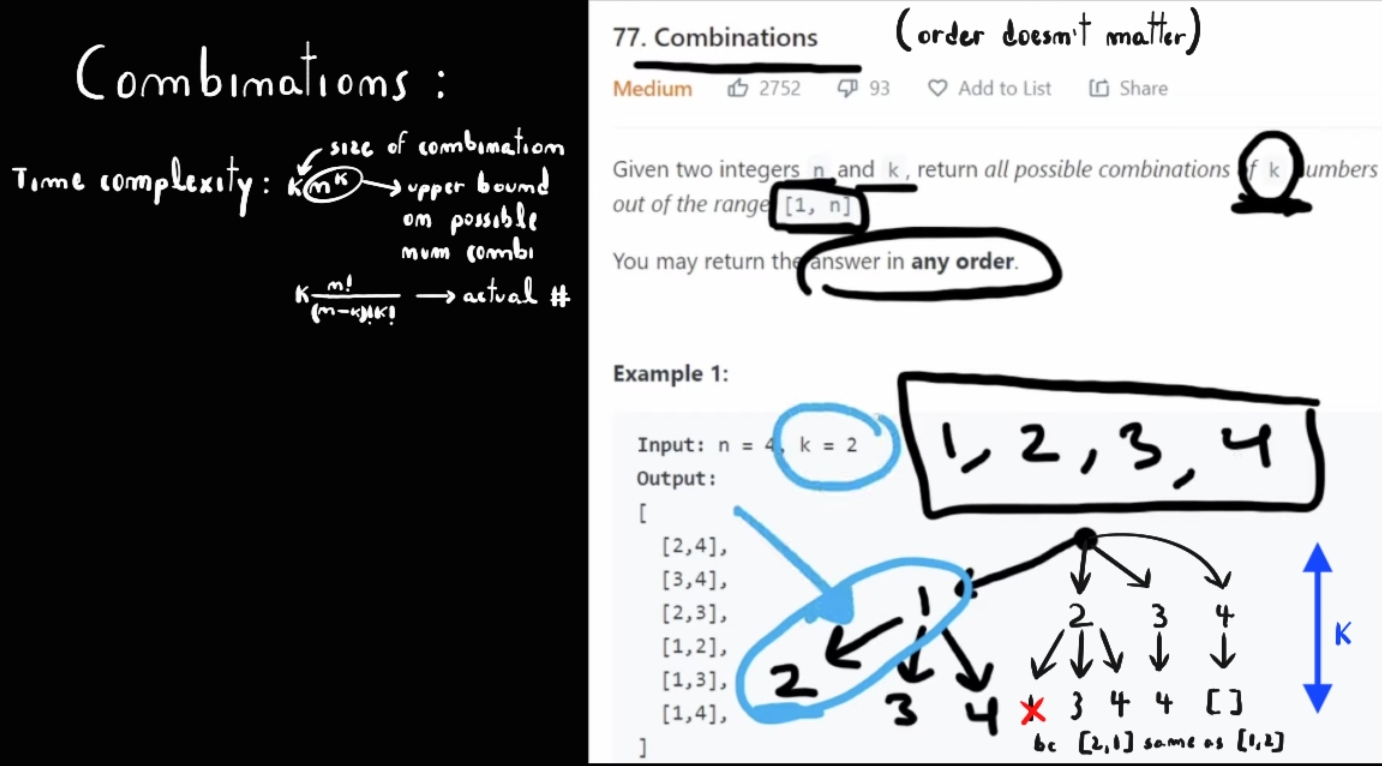 Combinations :
Time complexity: K n^K → size of combination
→ upper bound
on possible
num combi
K n! / (n-K)!K! → actual #
77. Combinations (order doesn't matter)
Medium 2752 93 Add to List Share
Given two integers n and k, return all possible combinations of k numbers
out of the range [1, n]
You may return the answer in any order.
Example 1:
Input: n = 4, k = 2
1, 2, 3, 4
Output:
[
[2,4],
[3,4],
[2,3],
[1,2],
[1,3],
[1,4],
]
1 2 3 4
K
2 3 4 3 4 4 [ ]
bc [2,1] same as [1,2]